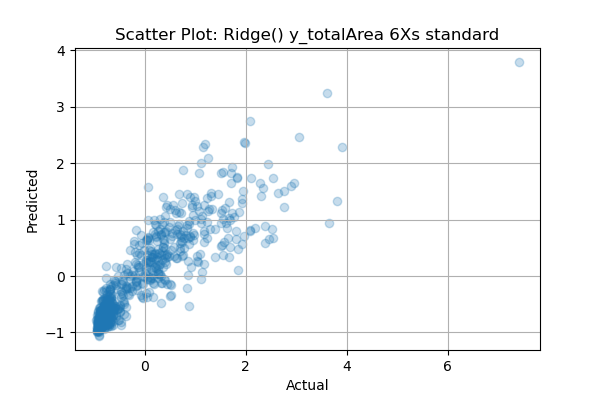 Scatter Plot: Ridge() y_totalArea 6Xs standard
4
3
2
1
0
−1
Predicted
0 2 4 6
Actual